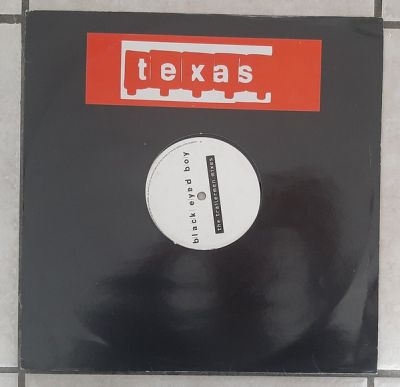 texas
black eyed boy
the trailermen mixes